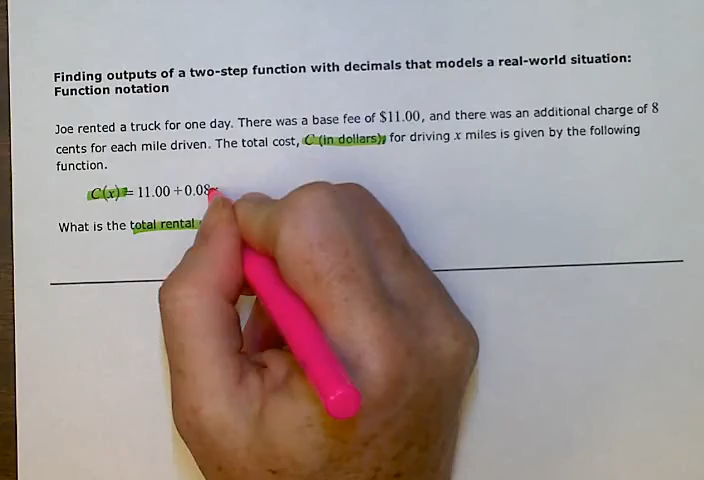 Finding outputs of a two-step function with decimals that models a real-world situation:
Function notation
Joe rented a truck for one day. There was a base fee of $11.00, and there was an additional charge of 8
cents for each mile driven. The total cost, C (in dollars), for driving x miles is given by the following
function.
C(x) = 11.00 + 0.08
What is the total rental